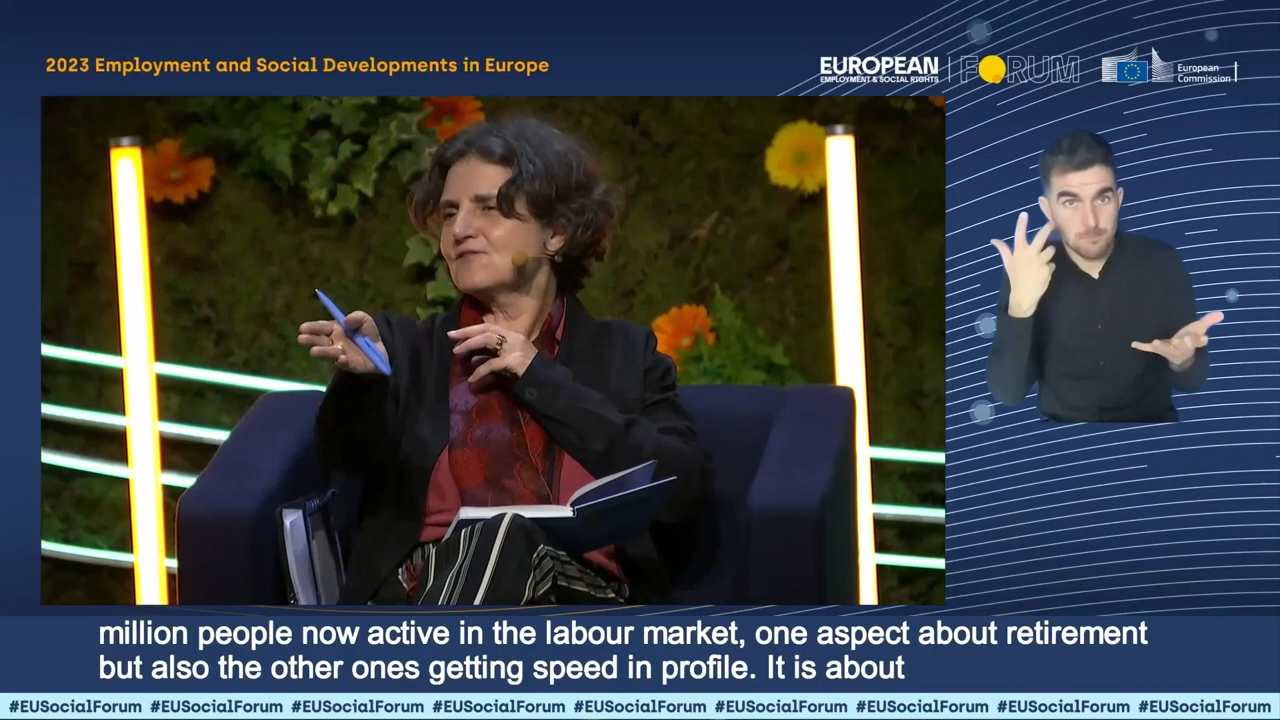 2023 Employment and Social Developments in Europe
EUROPEAN
EMPLOYMENT & SOCIAL RIGHTS
FORUM
European
Commission
million people now active in the labour market, one aspect about retirement
but also the other ones getting speed in profile. It is about
#EUSocialForum #EUSocialForum #EUSocialForum #EUSocialForum #EUSocialForum #EUSocialForum #EUSocialForum #EUSocialForum #EUSocialForum